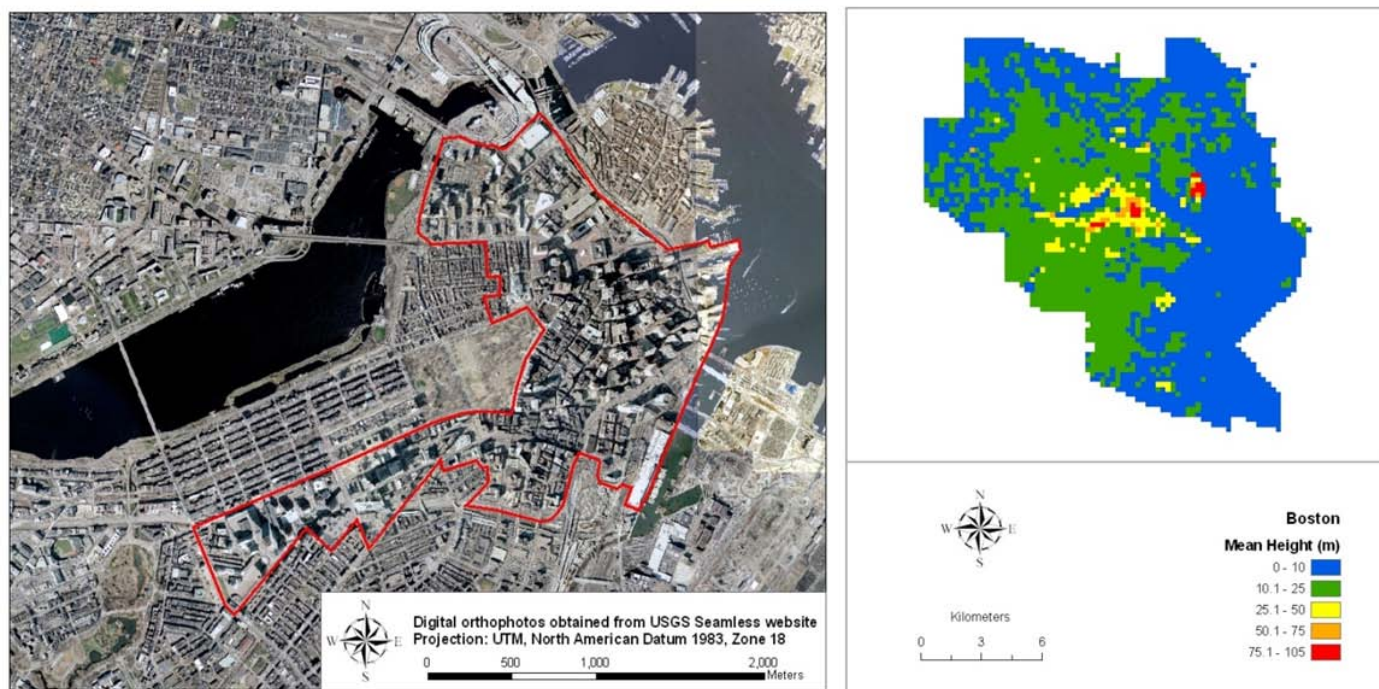 Digital orthophotos obtained from USGS Seamless website
Projection: UTM, North American Datum 1983, Zone 18
N
W E
S
0 500 1,000 2,000
Meters
N
W E
S
Kilometers
0 3 6
Boston
Mean Height (m)
0 - 10
10.1 - 25
25.1 - 50
50.1 - 75
75.1 - 105